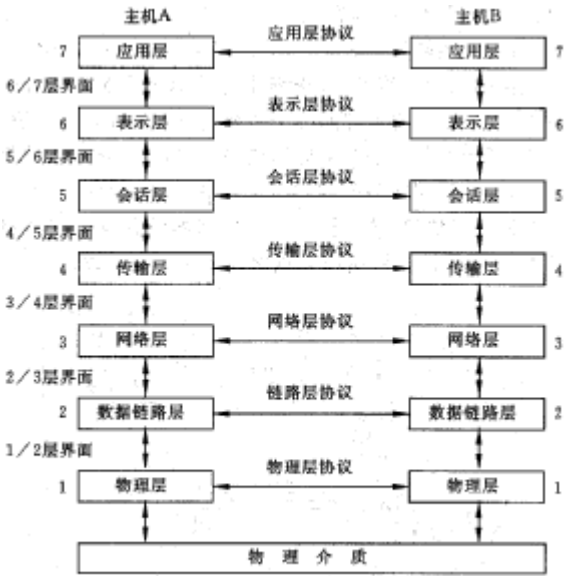 主机A 主机B
应用层协议
7 应用层 应用层 7
6/7层界面
表示层协议
6 表示层 表示层 6
5/6层界面
会话层协议
5 会话层 会话层 5
4/5层界面
传输层协议
4 传输层 传输层 4
3/4层界面
网络层协议
3 网络层 网络层 3
2/3层界面
链路层协议
2 数据链路层 数据链路层 2
1/2层界面
物理层协议
1 物理层 物理层 1
物理介质